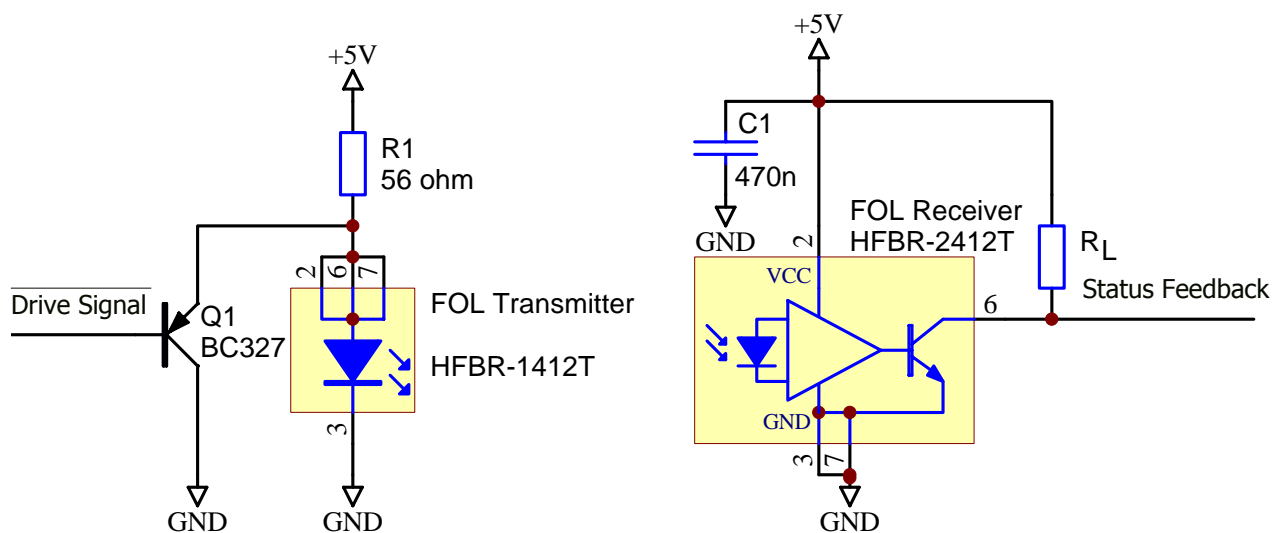 +5V
R1
56 ohm
2
6
7
Drive Signal
Q1
BC327
FOL Transmitter
HFBR-1412T
3
GND
GND
+5V
C1
470n
GND
2
FOL Receiver
HFBR-2412T
RL
VCC
6
Status Feedback
GND
3
7
GND